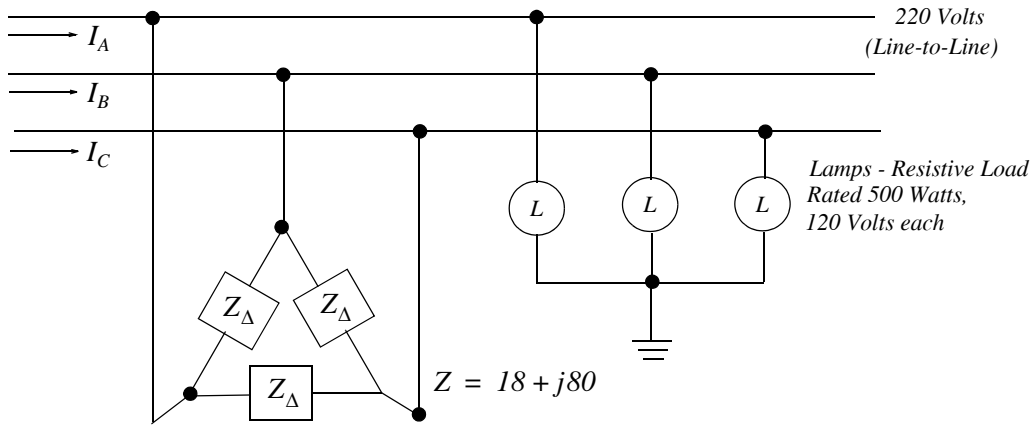 220 Volts
I_A
(Line-to-Line)
I_B
I_C
Lamps - Resistive Load
Rated 500 Watts,
120 Volts each
L
L
L
Z_Δ
Z_Δ
Z_Δ
Z = 18 + j80